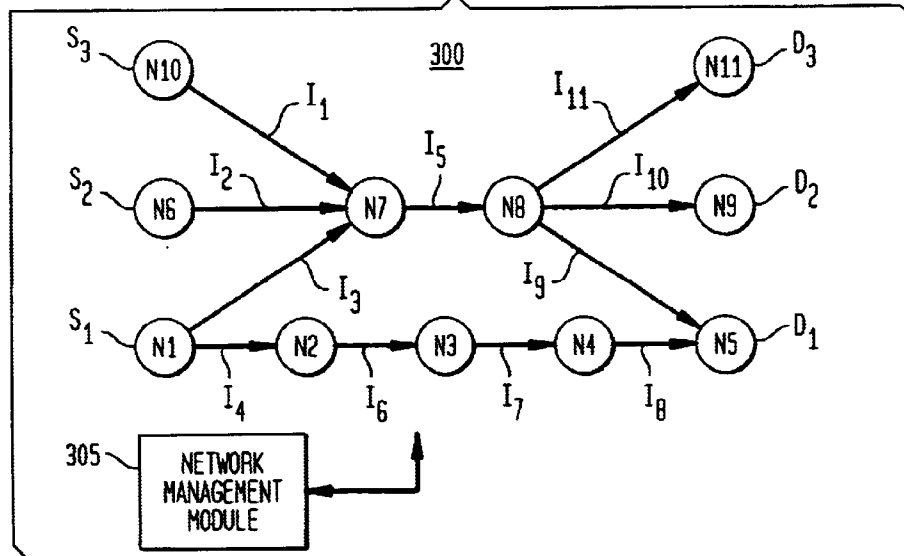 S3
N10
300
N11
D3
I1
I11
I5
I2
I10
S2
N6
N7
N8
N9
D2
I3
I9
S1
N1
N2
N3
N4
N5
D1
I4
I6
I7
I8
305
NETWORK
MANAGEMENT
MODULE